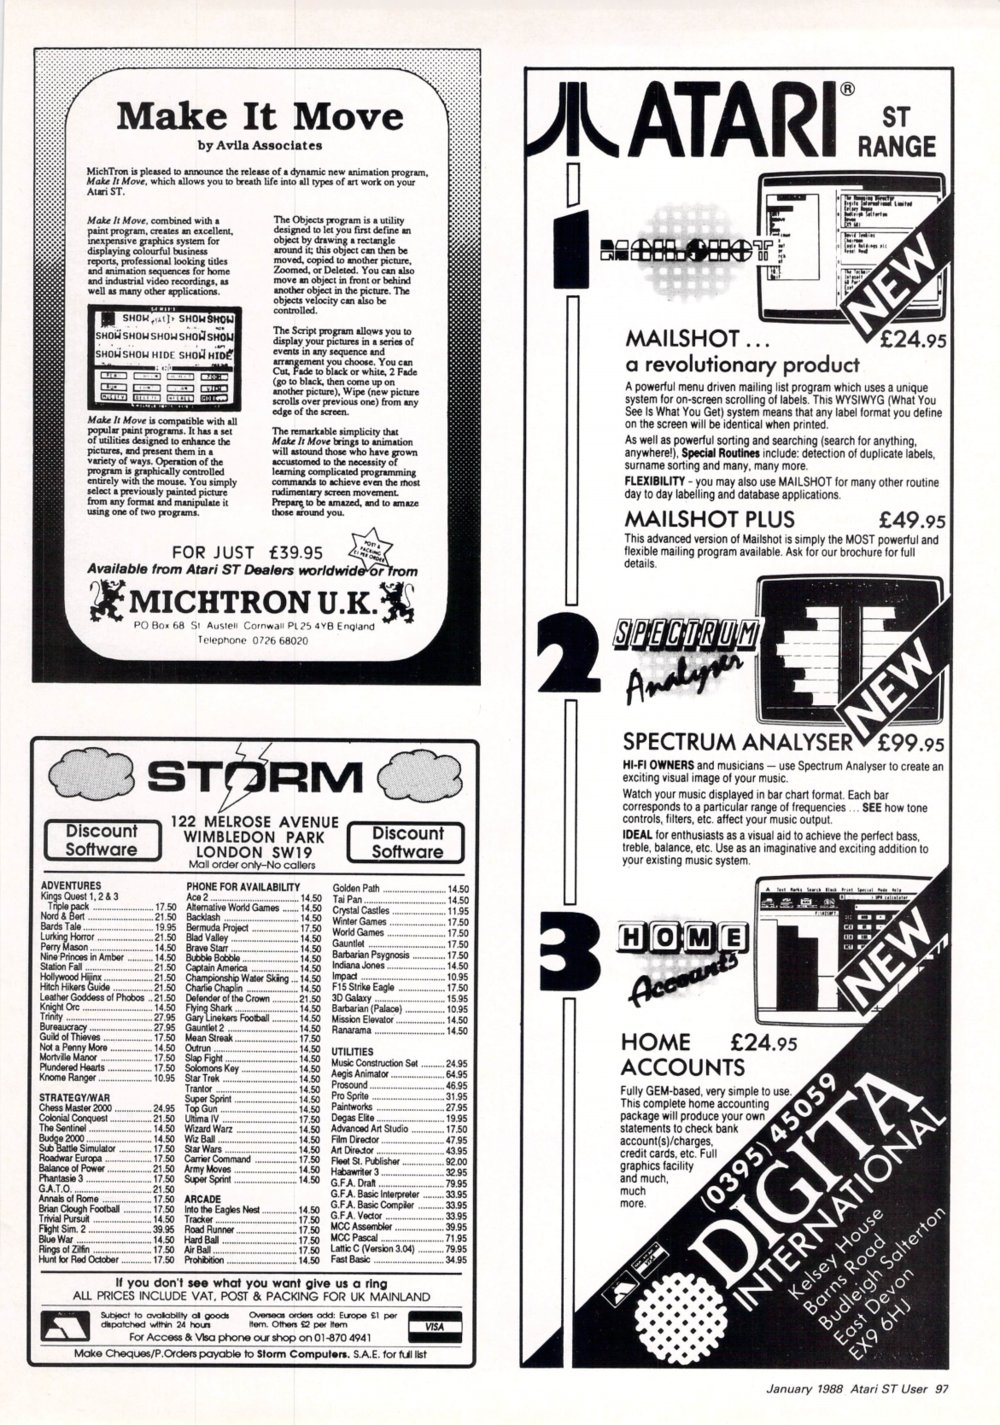 Make It Move
by Avila Associates
MichTron is pleased to announce the release of a dynamic new animation program,
Make It Move, which allows you to breath life into all types of art work on your
Atari ST.
Make It Move, combined with a
paint program, creates an excellent,
inexpensive graphics system for
displaying colourful business
reports, professional looking titles
and animation sequences for home
and industrial video recordings, as
well as many other applications.
SHOW SHOW SHOW
SHOW SHOW SHOW SHOW SHOW
SHOW SHOW HIDE SHOW HIDE
Make It Move is compatible with all
popular paint programs. It has a set
of utilities designed to enhance the
pictures, and present them in a
variety of ways. Operation of the
program is graphically controlled
entirely with the mouse. You simply
select a previously painted picture
from any format and manipulate it
using one of two programs.
The Objects program is a utility
designed to let you first define an
object by drawing a rectangle
around it; this object can then be
moved, copied to another picture,
Zoomed, or Deleted. You can also
move an object in front or behind
another object in the picture. The
objects velocity can also be
controlled.
The Script program allows you to
display your pictures in a series of
events in any sequence and
arrangement you choose. You can
Cut, Fade to black or white, 2 Fade
(go to black, then come up on
another picture), Wipe (new picture
scrolls over previous one) from any
edge of the screen.
The remarkable simplicity that
Make It Move brings to animation
will astound those who have grown
accustomed to the necessity of
learning complicated programming
commands to achieve even the most
rudimentary screen movement.
Prepare to be amazed, and to amaze
those around you.
FOR JUST £39.95
POST &
PACKING
£1 PER ORDER
Available from Atari ST Dealers worldwide or from
MICHTRON U.K.
PO Box 68 St Austell Cornwall PL25 4YB England
Telephone 0726 68020
STORM
Discount
Software
122 MELROSE AVENUE
WIMBLEDON PARK
LONDON SW19
Mail order only-No callers
Discount
Software
ADVENTURES
Kings Quest 1, 2 & 3
Triple pack 17.50
Nord & Bert 21.50
Bards Tale 19.95
Lurking Horror 21.50
Perry Mason 14.50
Nine Princes in Amber 14.50
Station Fall 21.50
Hollywood Hijinx 21.50
Hitch Hikers Guide 21.50
Leather Goddess of Phobos 21.50
Knight Orc 14.50
Trinity 27.95
Bureaucracy 27.95
Guild of Thieves 17.50
Not a Penny More 14.50
Mortville Manor 17.50
Plundered Hearts 17.50
Knome Ranger 10.95
STRATEGY/WAR
Chess Master 2000 24.95
Colonial Conquest 21.50
The Sentinel 14.50
Budge 2000 14.50
Sub Battle Simulator 17.50
Roadwar Europa 17.50
Balance of Power 21.50
Phantasie 3 17.50
G.A.T.O. 21.50
Annals of Rome 17.50
Brian Clough Football 17.50
Trivial Pursuit 14.50
Flight Sim. 2 39.95
Blue War 14.50
Rings of Zilfin 17.50
Hunt for Red October 17.50
PHONE FOR AVAILABILITY
Ace 2 14.50
Alternative World Games 14.50
Backlash 14.50
Bermuda Project 17.50
Blad Valley 14.50
Brave Starr 14.50
Bubble Bobble 14.50
Captain America 14.50
Championship Water Skiing 14.50
Charlie Chaplin 14.50
Defender of the Crown 21.50
Flying Shark 14.50
Gary Linekers Football 14.50
Gauntlet 2 14.50
Mean Streak 14.50
Outrun 14.50
Slap Fight 14.50
Solomons Key 14.50
Star Trek 14.50
Trantor 14.50
Super Sprint 14.50
Top Gun 14.50
Ultima IV 17.50
Wizard Warz 14.50
Wiz Ball 14.50
Star Wars 14.50
Carrier Command 17.50
Army Moves 14.50
Super Sprint 14.50
ARCADE
Into the Eagles Nest 14.50
Tracker 17.50
Road Runner 17.50
Hard Ball 17.50
Air Ball 17.50
Prohibition 14.50
Golden Path 14.50
Tai Pan 14.50
Crystal Castles 11.95
Winter Games 17.50
World Games 17.50
Gauntlet 17.50
Barbarian Psygnosis 17.50
Indiana Jones 14.50
Impact 10.95
F15 Strike Eagle 17.50
3D Galaxy 15.95
Barbarian (Palace) 10.95
Mission Elevator 14.50
Ranarama 14.50
UTILITIES
Music Construction Set 24.95
Aegis Animator 64.95
Prosound 46.95
Pro Sprite 31.95
Paintworks 27.95
Degas Elite 19.95
Advanced Art Studio 17.50
Film Director 47.95
Art Director 43.95
Fleet St. Publisher 92.00
Habawriter 3 32.95
G.F.A. Draft 79.95
G.F.A. Basic Interpreter 33.95
G.F.A. Basic Compiler 33.95
G.F.A. Vector 33.95
MCC Assembler 39.95
MCC Pascal 71.95
Lattic C (Version 3.04) 79.95
Fast Basic 34.95
If you don't see what you want give us a ring
ALL PRICES INCLUDE VAT, POST & PACKING FOR UK MAINLAND
Subject to availability all goods
dispatched within 24 hours
Overseas orders add: Europe £1 per
Item. Others £2 per Item
For Access & Visa phone our shop on 01-870 4941
VISA
Make Cheques/P.Orders payable to Storm Computers. S.A.E. for full list
ATARI®
ST
RANGE
1
MAILSHOT
NEW
MAILSHOT ... £24.95
a revolutionary product
A powerful menu driven mailing list program which uses a unique
system for on-screen scrolling of labels. This WYSIWYG (What You
See Is What You Get) system means that any label format you define
on the screen will be identical when printed.
As well as powerful sorting and searching (search for anything,
anywhere!), Special Routines include: detection of duplicate labels,
surname sorting and many, many more.
FLEXIBILITY – you may also use MAILSHOT for many other routine
day to day labelling and database applications.
MAILSHOT PLUS £49.95
This advanced version of Mailshot is simply the MOST powerful and
flexible mailing program available. Ask for our brochure for full
details.
2
SPECTRUM
Analyser
NEW
SPECTRUM ANALYSER £99.95
HI-FI OWNERS and musicians — use Spectrum Analyser to create an
exciting visual image of your music.
Watch your music displayed in bar chart format. Each bar
corresponds to a particular range of frequencies ... SEE how tone
controls, filters, etc. affect your music output.
IDEAL for enthusiasts as a visual aid to achieve the perfect bass,
treble, balance, etc. Use as an imaginative and exciting addition to
your existing music system.
3
HOME
Accounts
NEW
HOME £24.95
ACCOUNTS
Fully GEM-based, very simple to use.
This complete home accounting
package will produce your own
statements to check bank
account(s)/charges,
credit cards, etc. Full
graphics facility
and much,
much
more.
(0395) 45059
DIGITA
INTERNATIONAL
Kelsey House
Barns Road
Budleigh Salterton
East Devon
EX9 6HJ
January 1988 Atari ST User 97